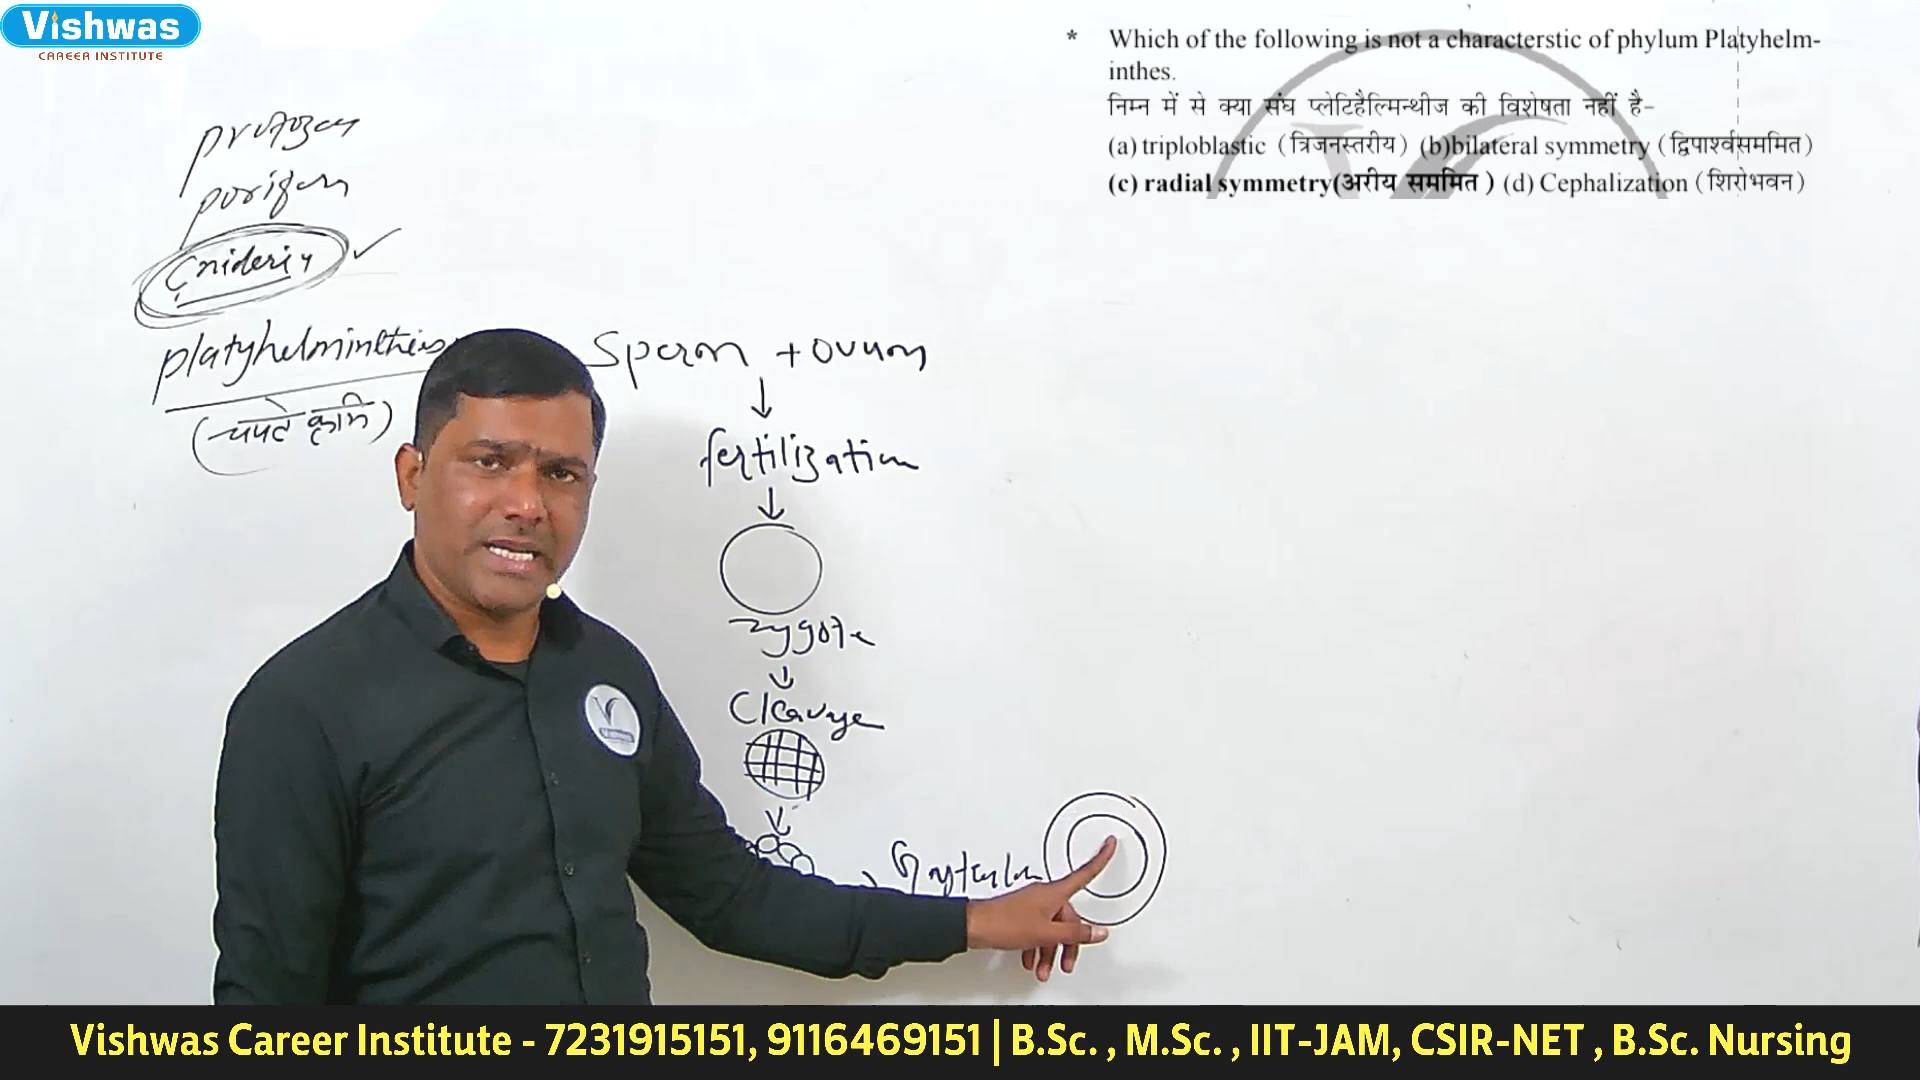 Vishwas
CAREER INSTITUTE
* Which of the following is not a characterstic of phylum Platyhelm-
inthes.
निम्न में से क्या संघ प्लेटिहैल्मिन्थीज की विशेषता नहीं है-
(a) triploblastic (त्रिजनस्तरीय) (b)bilateral symmetry (द्विपार्श्वसममित)
(c) radial symmetry(अरीय सममित ) (d) Cephalization (शिरोभवन)
protozoa
porifera
Cnideria
platyhelminthes
(चपटे कृमि)
Sperm + Ovum
fertilization
zygote
Cleavage
Vishwas Career Institute - 7231915151, 9116469151 | B.Sc. , M.Sc. , IIT-JAM, CSIR-NET , B.Sc. Nursing